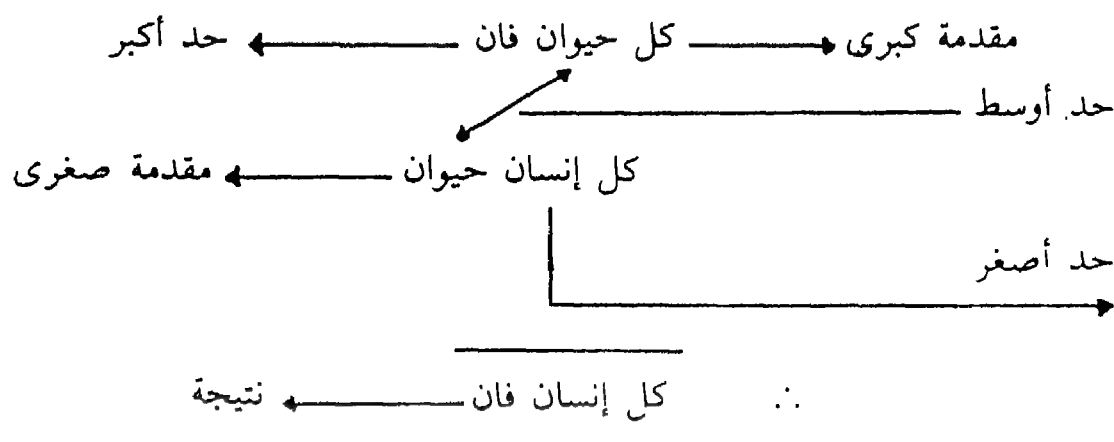 مقدمة كبرى كل حيوان فان حد أكبر
حد أوسط
كل إنسان حيوان مقدمة صغرى
حد أصغر
∴ كل إنسان فان نتيجة